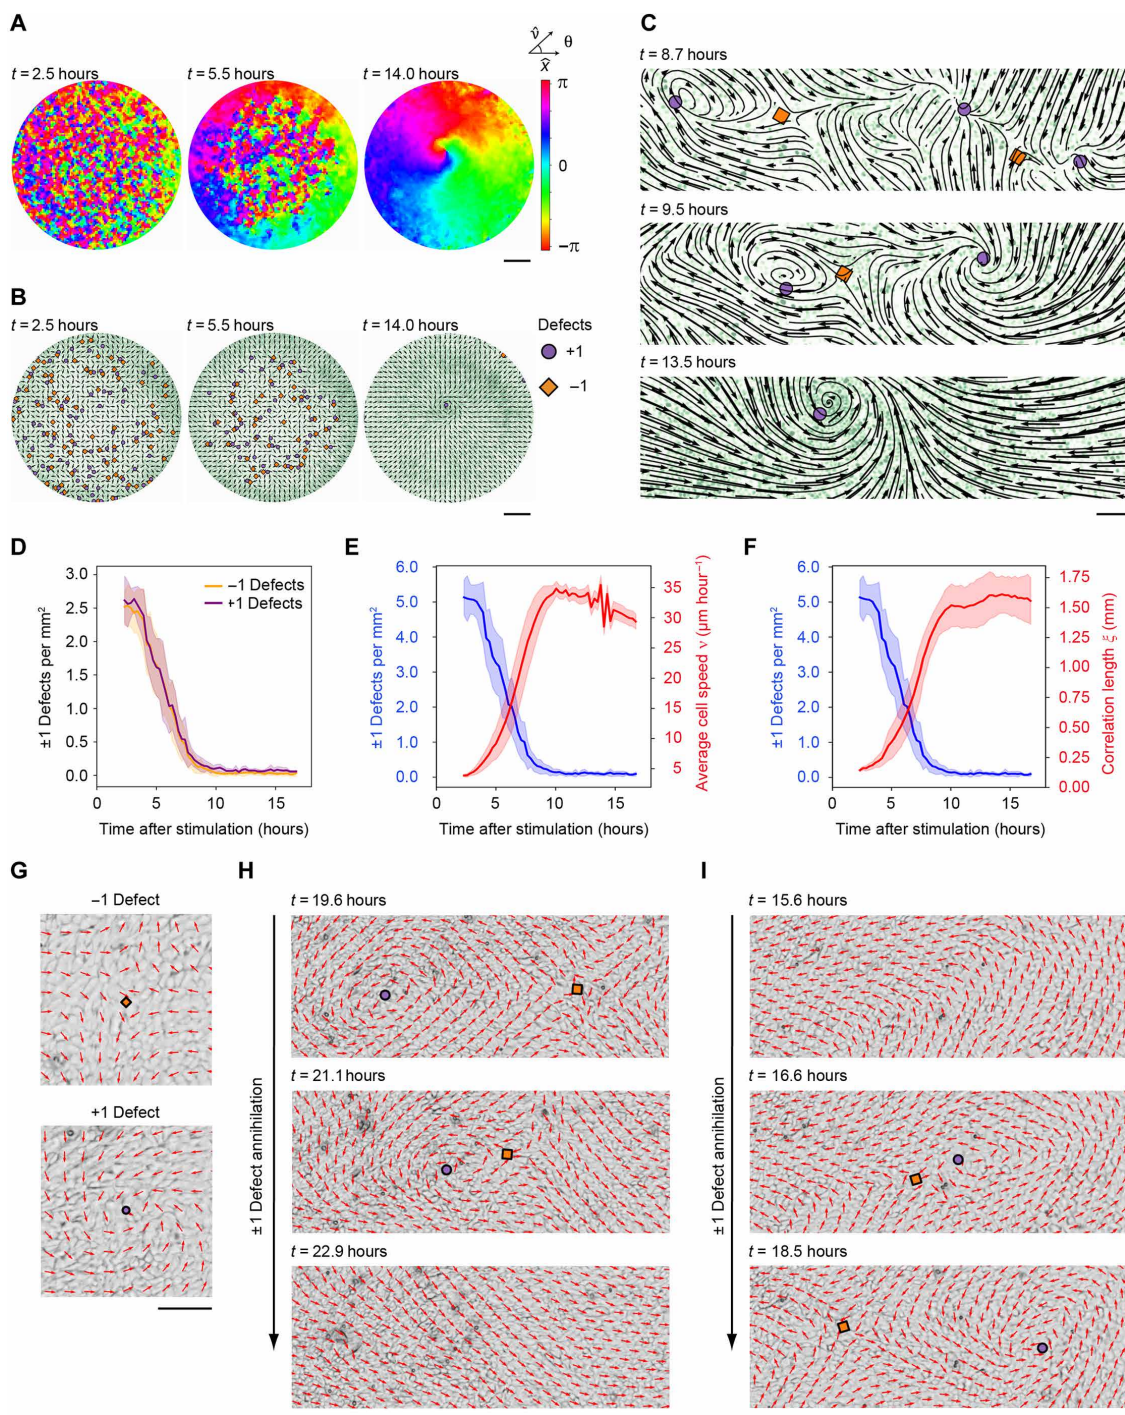 A
t = 2.5 hours
t = 5.5 hours
t = 14.0 hours
v̂
θ
x̂
π
0
−π
B
t = 2.5 hours
t = 5.5 hours
t = 14.0 hours
Defects
+1
−1
C
t = 8.7 hours
t = 9.5 hours
t = 13.5 hours
D
±1 Defects per mm²
3.0
2.5
2.0
1.5
1.0
0.5
0.0
−1 Defects
+1 Defects
0 5 10 15
Time after stimulation (hours)
E
±1 Defects per mm²
6.0
5.0
4.0
3.0
2.0
1.0
0.0
35
30
25
20
15
10
5
Average cell speed v (µm hour⁻¹)
0 5 10 15
Time after stimulation (hours)
F
±1 Defects per mm²
6.0
5.0
4.0
3.0
2.0
1.0
0.0
1.75
1.50
1.25
1.00
0.75
0.50
0.25
0.00
Correlation length ξ (mm)
0 5 10 15
Time after stimulation (hours)
G
−1 Defect
+1 Defect
H
±1 Defect annihilation
t = 19.6 hours
t = 21.1 hours
t = 22.9 hours
I
±1 Defect annihilation
t = 15.6 hours
t = 16.6 hours
t = 18.5 hours